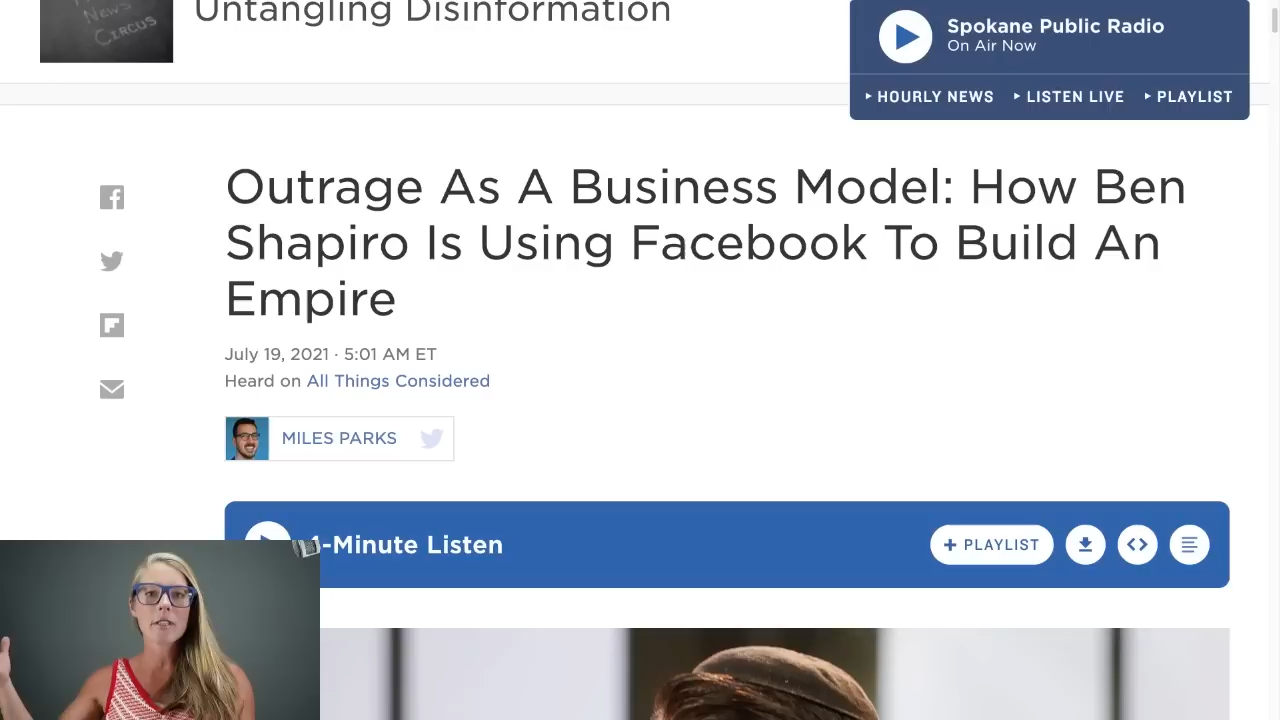 Untangling Disinformation
News
CIRCUS
Spokane Public Radio
On Air Now
HOURLY NEWS
LISTEN LIVE
PLAYLIST
Outrage As A Business Model: How Ben
Shapiro Is Using Facebook To Build An
Empire
July 19, 2021 · 5:01 AM ET
Heard on All Things Considered
MILES PARKS
-Minute Listen
+ PLAYLIST